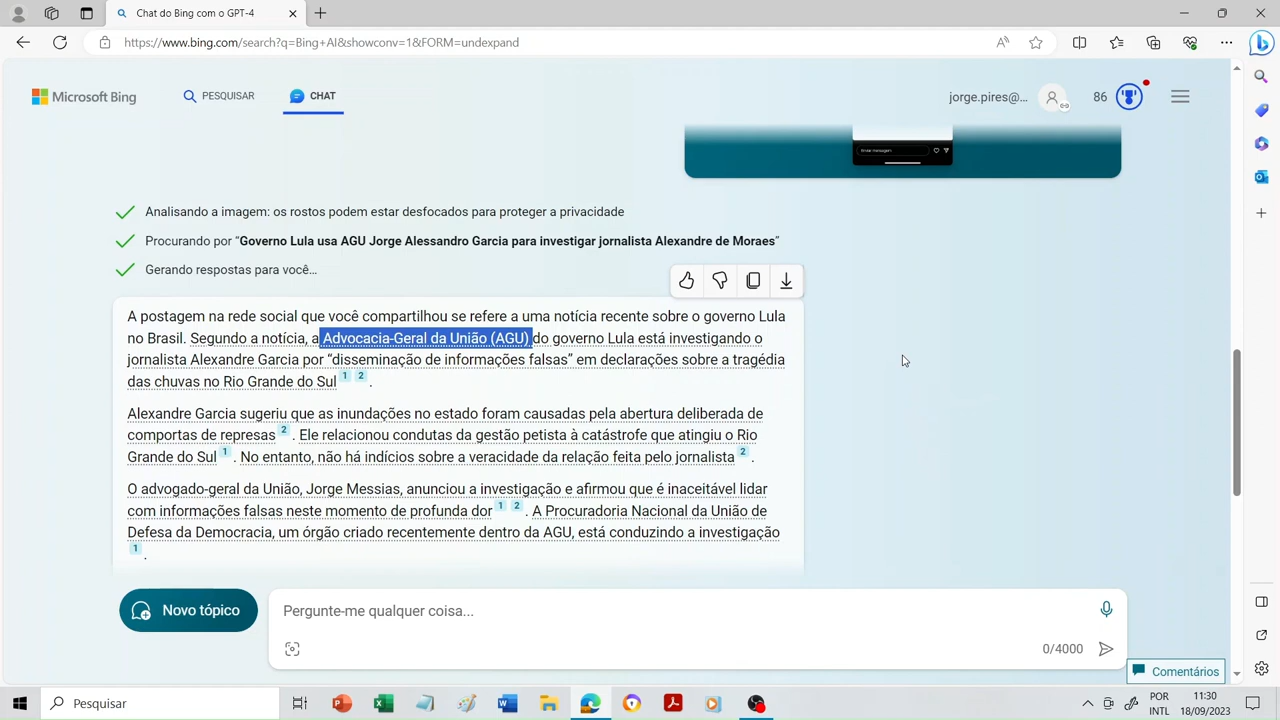 Chat do Bing com o GPT-4
https://www.bing.com/search?q=Bing+AI&showconv=1&FORM=undexpand
Microsoft Bing
PESQUISAR
CHAT
jorge.pires@...
86
Enviar mensagem
Analisando a imagem: os rostos podem estar desfocados para proteger a privacidade
Procurando por “Governo Lula usa AGU Jorge Alessandro Garcia para investigar jornalista Alexandre de Moraes”
Gerando respostas para você...
A postagem na rede social que você compartilhou se refere a uma notícia recente sobre o governo Lula
no Brasil. Segundo a notícia, a Advocacia-Geral da União (AGU) do governo Lula está investigando o
jornalista Alexandre Garcia por “disseminação de informações falsas” em declarações sobre a tragédia
das chuvas no Rio Grande do Sul 1 2 .
Alexandre Garcia sugeriu que as inundações no estado foram causadas pela abertura deliberada de
comportas de represas 2 . Ele relacionou condutas da gestão petista à catástrofe que atingiu o Rio
Grande do Sul 1 . No entanto, não há indícios sobre a veracidade da relação feita pelo jornalista 2 .
O advogado-geral da União, Jorge Messias, anunciou a investigação e afirmou que é inaceitável lidar
com informações falsas neste momento de profunda dor 1 2 . A Procuradoria Nacional da União de
Defesa da Democracia, um órgão criado recentemente dentro da AGU, está conduzindo a investigação
1 .
Novo tópico
Pergunte-me qualquer coisa...
0/4000
Comentários
Pesquisar
POR
INTL
11:30
18/09/2023